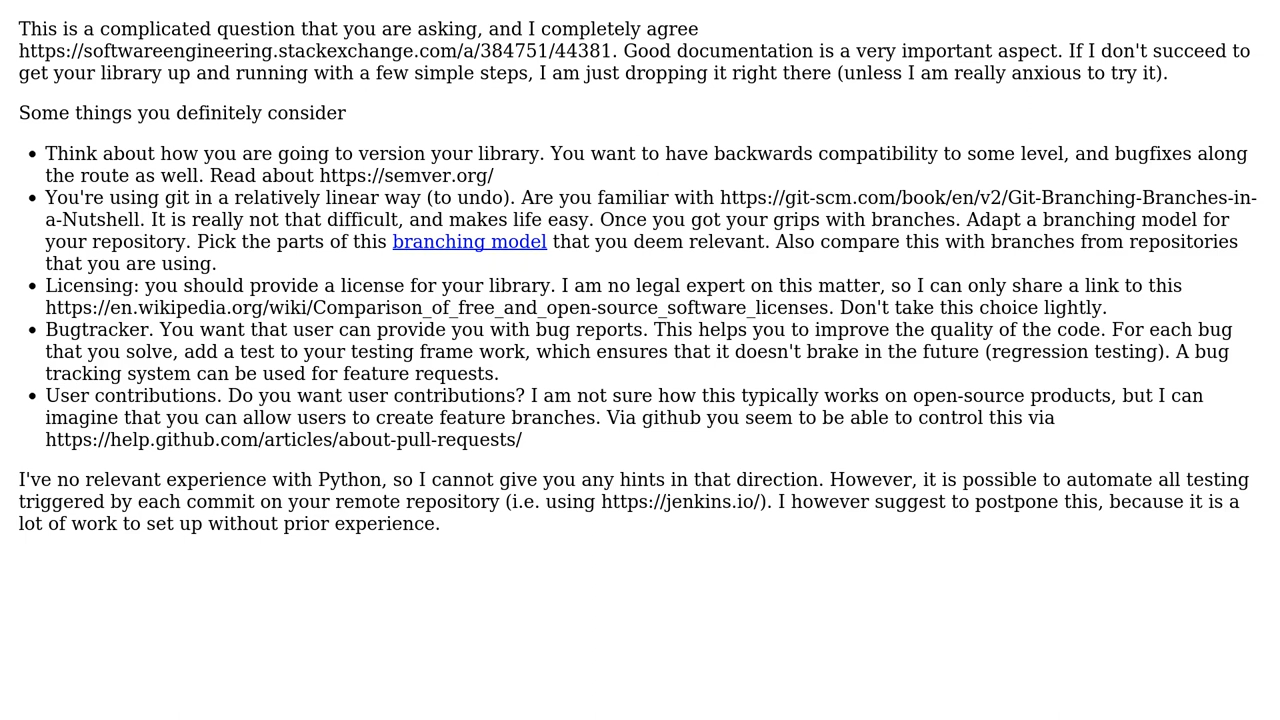 This is a complicated question that you are asking, and I completely agree
https://softwareengineering.stackexchange.com/a/384751/44381. Good documentation is a very important aspect. If I don't succeed to
get your library up and running with a few simple steps, I am just dropping it right there (unless I am really anxious to try it).
Some things you definitely consider
• Think about how you are going to version your library. You want to have backwards compatibility to some level, and bugfixes along
the route as well. Read about https://semver.org/
• You're using git in a relatively linear way (to undo). Are you familiar with https://git-scm.com/book/en/v2/Git-Branching-Branches-in-
a-Nutshell. It is really not that difficult, and makes life easy. Once you got your grips with branches. Adapt a branching model for
your repository. Pick the parts of this branching model that you deem relevant. Also compare this with branches from repositories
that you are using.
• Licensing: you should provide a license for your library. I am no legal expert on this matter, so I can only share a link to this
https://en.wikipedia.org/wiki/Comparison_of_free_and_open-source_software_licenses. Don't take this choice lightly.
• Bugtracker. You want that user can provide you with bug reports. This helps you to improve the quality of the code. For each bug
that you solve, add a test to your testing frame work, which ensures that it doesn't brake in the future (regression testing). A bug
tracking system can be used for feature requests.
• User contributions. Do you want user contributions? I am not sure how this typically works on open-source products, but I can
imagine that you can allow users to create feature branches. Via github you seem to be able to control this via
https://help.github.com/articles/about-pull-requests/
I've no relevant experience with Python, so I cannot give you any hints in that direction. However, it is possible to automate all testing
triggered by each commit on your remote repository (i.e. using https://jenkins.io/). I however suggest to postpone this, because it is a
lot of work to set up without prior experience.